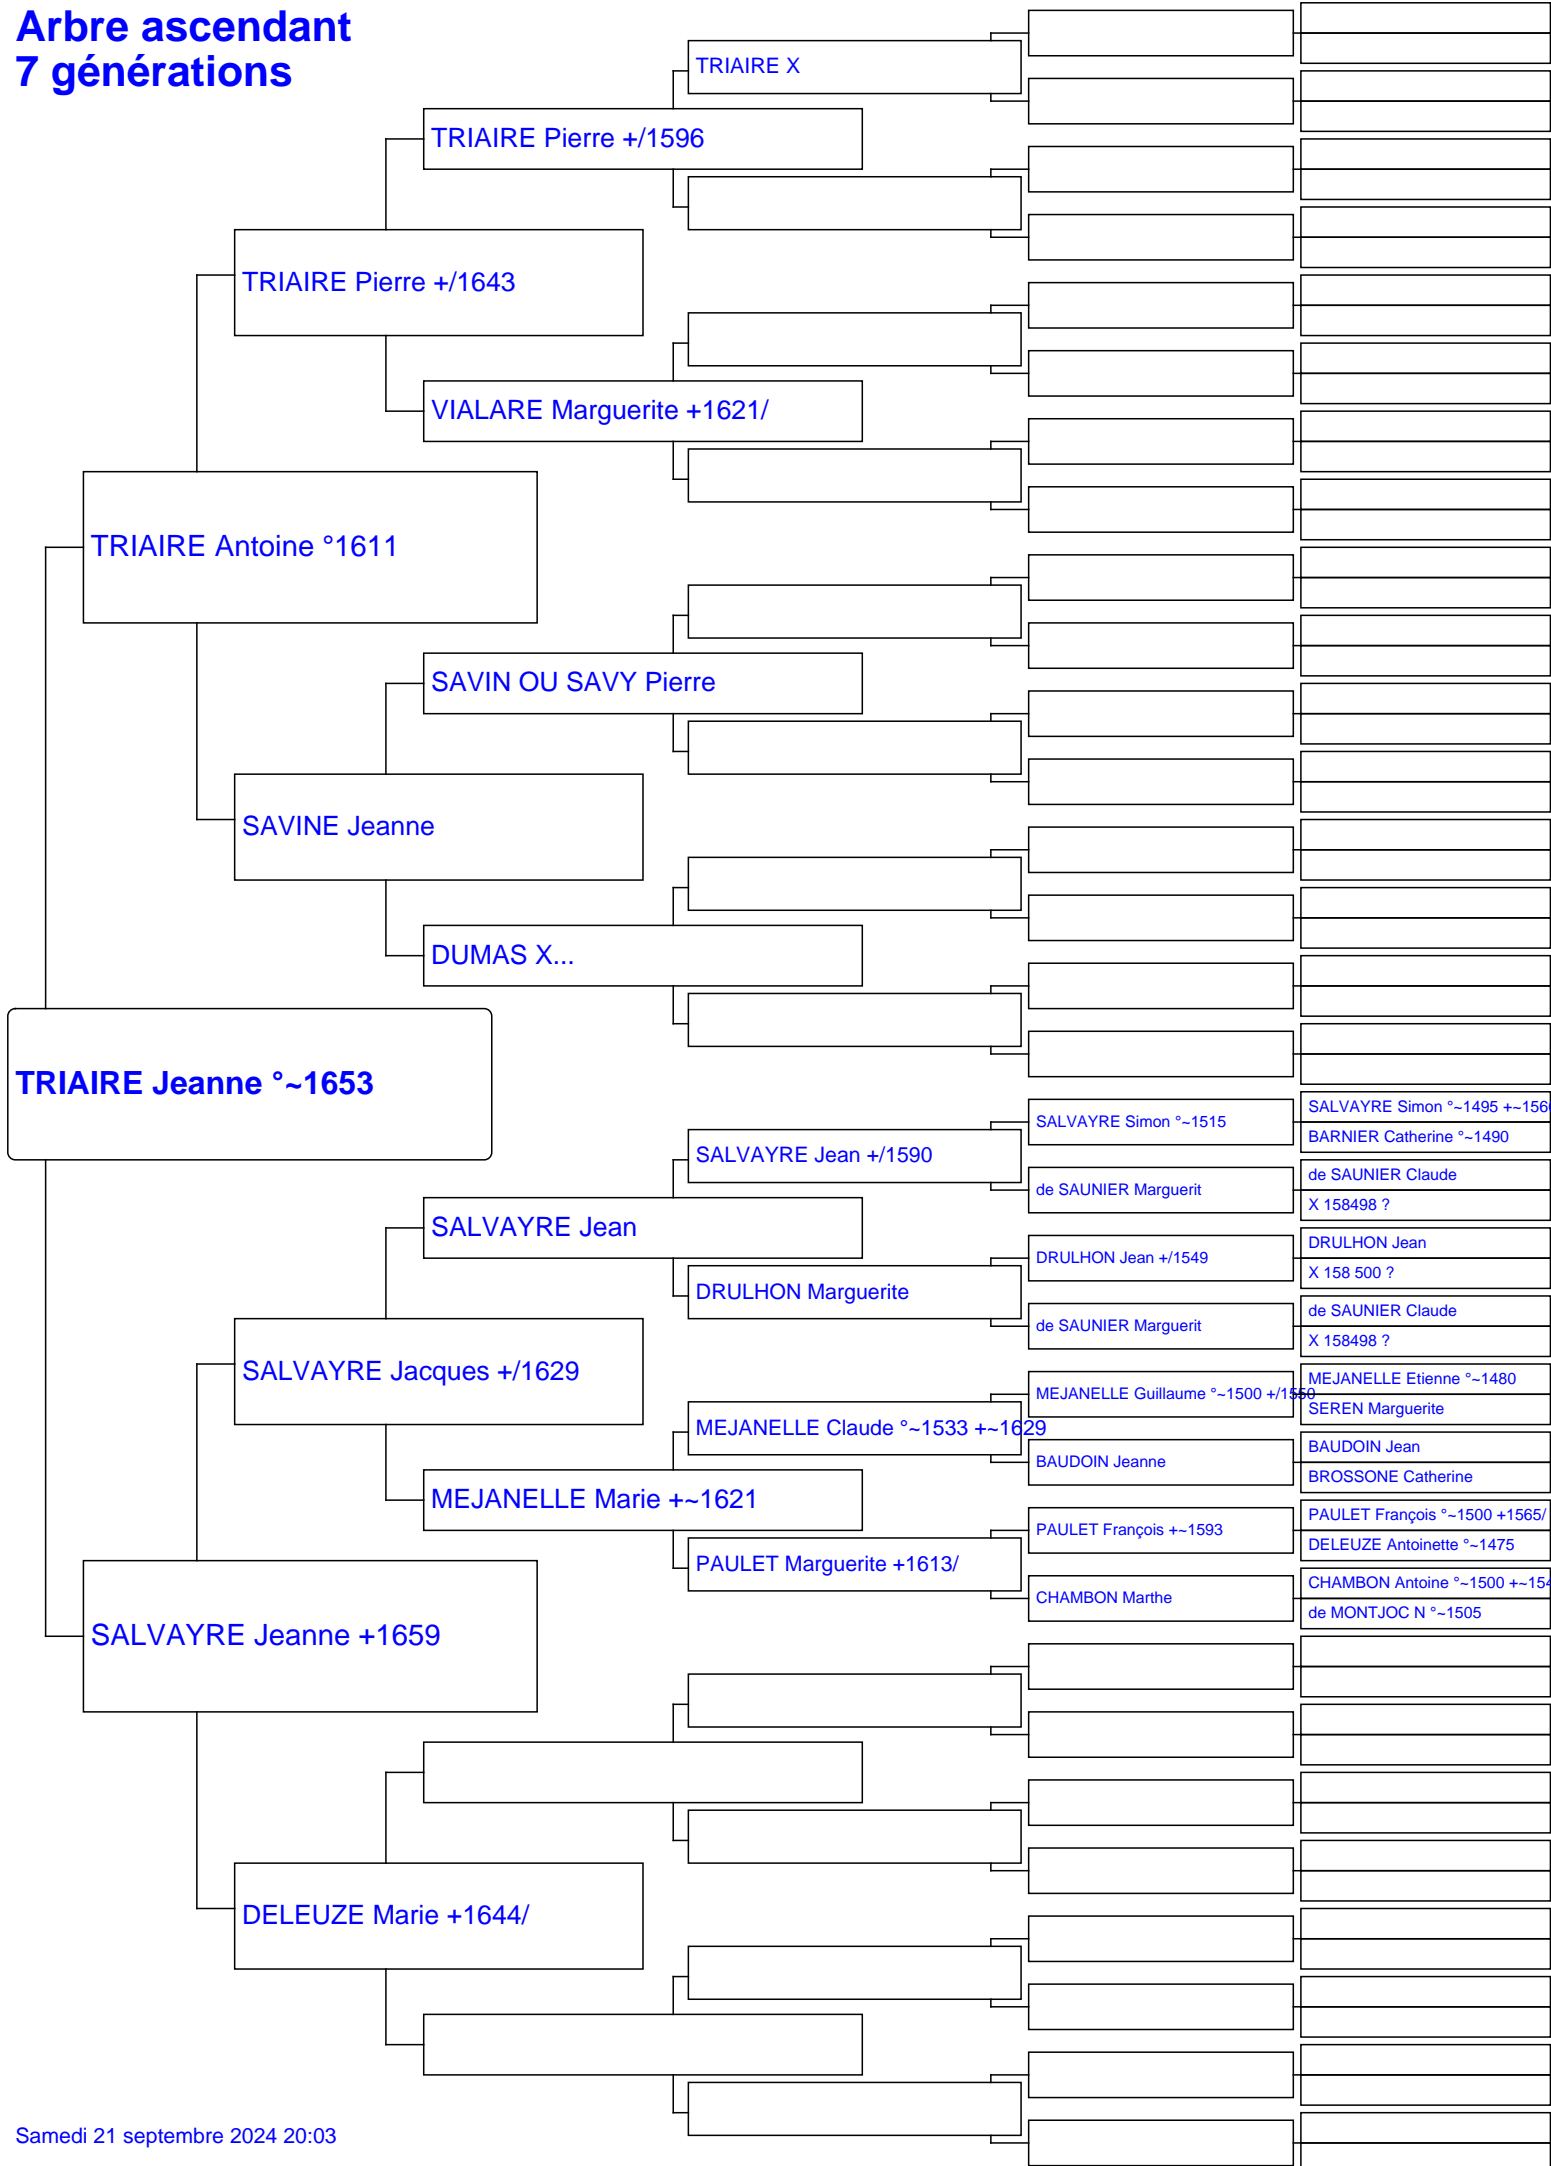 Arbre ascendant
7 générations
TRIAIRE X
TRIAIRE Pierre +/1596
TRIAIRE Pierre +/1643
VIALARE Marguerite +1621/
TRIAIRE Antoine °1611
SAVIN OU SAVY Pierre
SAVINE Jeanne
DUMAS X...
TRIAIRE Jeanne °~1653
SALVAYRE Simon °~1495 +~156
SALVAYRE Simon °~1515
BARNIER Catherine °~1490
SALVAYRE Jean +/1590
de SAUNIER Claude
de SAUNIER Marguerit
X 158498 ?
SALVAYRE Jean
DRULHON Jean
DRULHON Jean +/1549
X 158 500 ?
DRULHON Marguerite
de SAUNIER Claude
de SAUNIER Marguerit
X 158498 ?
SALVAYRE Jacques +/1629
MEJANELLE Etienne °~1480
MEJANELLE Guillaume °~1500 +/1550
SEREN Marguerite
MEJANELLE Claude °~1533 +~1629
BAUDOIN Jean
BAUDOIN Jeanne
BROSSONE Catherine
MEJANELLE Marie +~1621
PAULET François °~1500 +1565/
PAULET François +~1593
DELEUZE Antoinette °~1475
PAULET Marguerite +1613/
CHAMBON Antoine °~1500 +~154
CHAMBON Marthe
de MONTJOC N °~1505
SALVAYRE Jeanne +1659
DELEUZE Marie +1644/
Samedi 21 septembre 2024 20:03